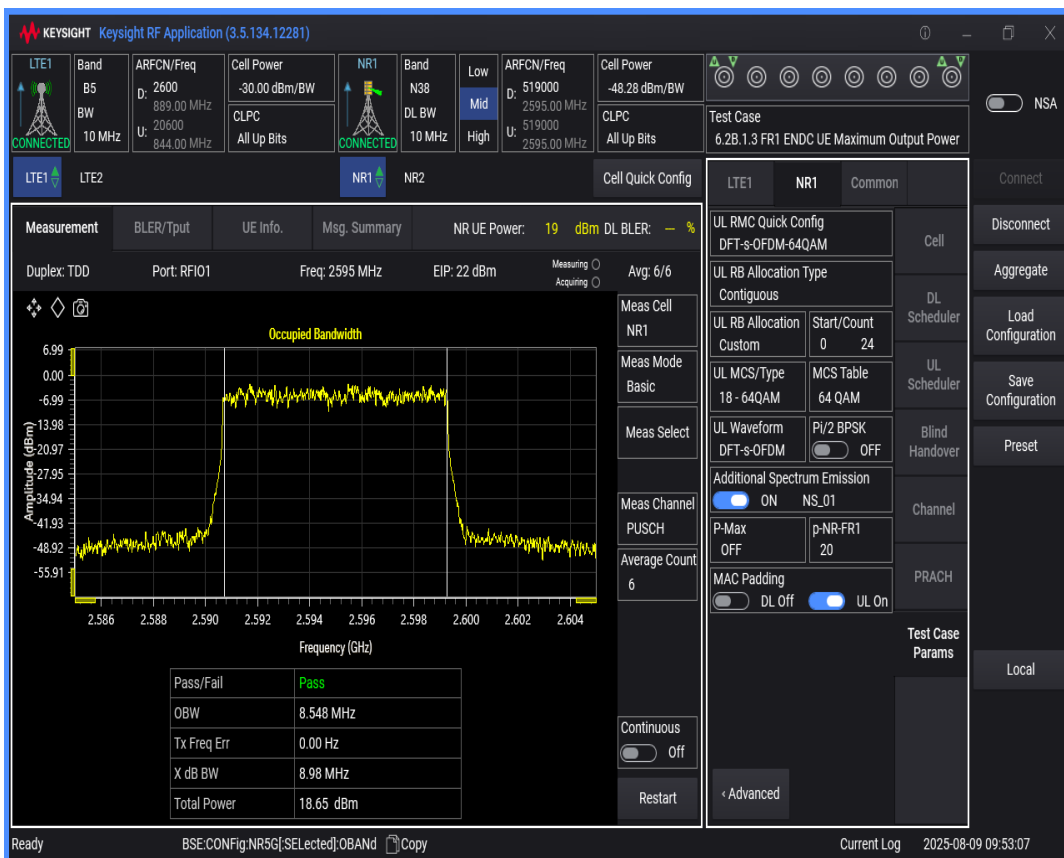 KEYSIGHT Keysight RF Application (3.5.134.12281)
LTE1 Band ARFCN/Freq Cell Power NR1 Band Low ARFCN/Freq Cell Power
B5 D: 2600 -30.00 dBm/BW N38 D: 519000 -48.28 dBm/BW
889.00 MHz 2595.00 MHz
BW CLPC DL BW Mid CLPC
CONNECTED 10 MHz U: 20600 All Up Bits CONNECTED 10 MHz High U: 519000 All Up Bits
844.00 MHz 2595.00 MHz
Test Case
6.2B.1.3 FR1 ENDC UE Maximum Output Power
NSA
LTE1 LTE2 NR1 NR2 Cell Quick Config
Measurement BLER/Tput UE Info. Msg. Summary NR UE Power: 19 dBm DL BLER: — %
Duplex: TDD Port: RFIO1 Freq: 2595 MHz EIP: 22 dBm Measuring Avg: 6/6
Acquiring
Occupied Bandwidth
Amplitude (dBm)
6.99
0.00
-6.99
-13.98
-20.97
-27.95
-34.94
-41.93
-48.92
-55.91
2.586 2.588 2.590 2.592 2.594 2.596 2.598 2.600 2.602 2.604
Frequency (GHz)
Pass/Fail Pass
OBW 8.548 MHz
Tx Freq Err 0.00 Hz
X dB BW 8.98 MHz
Total Power 18.65 dBm
Meas Cell
NR1
Meas Mode
Basic
Meas Select
Meas Channel
PUSCH
Average Count
6
Continuous
Off
Restart
LTE1 NR1 Common
UL RMC Quick Config
DFT-s-OFDM-64QAM
UL RB Allocation Type
Contiguous
UL RB Allocation Start/Count
Custom 0 24
UL MCS/Type MCS Table
18 - 64QAM 64 QAM
UL Waveform Pi/2 BPSK
DFT-s-OFDM OFF
Additional Spectrum Emission
ON NS_01
P-Max p-NR-FR1
OFF 20
MAC Padding
DL Off UL On
‹ Advanced
Cell
DL
Scheduler
UL
Scheduler
Blind
Handover
Channel
PRACH
Test Case
Params
Connect
Disconnect
Aggregate
Load
Configuration
Save
Configuration
Preset
Local
Ready BSE:CONFig:NR5G[:SELected]:OBANd Copy Current Log 2025-08-09 09:53:07